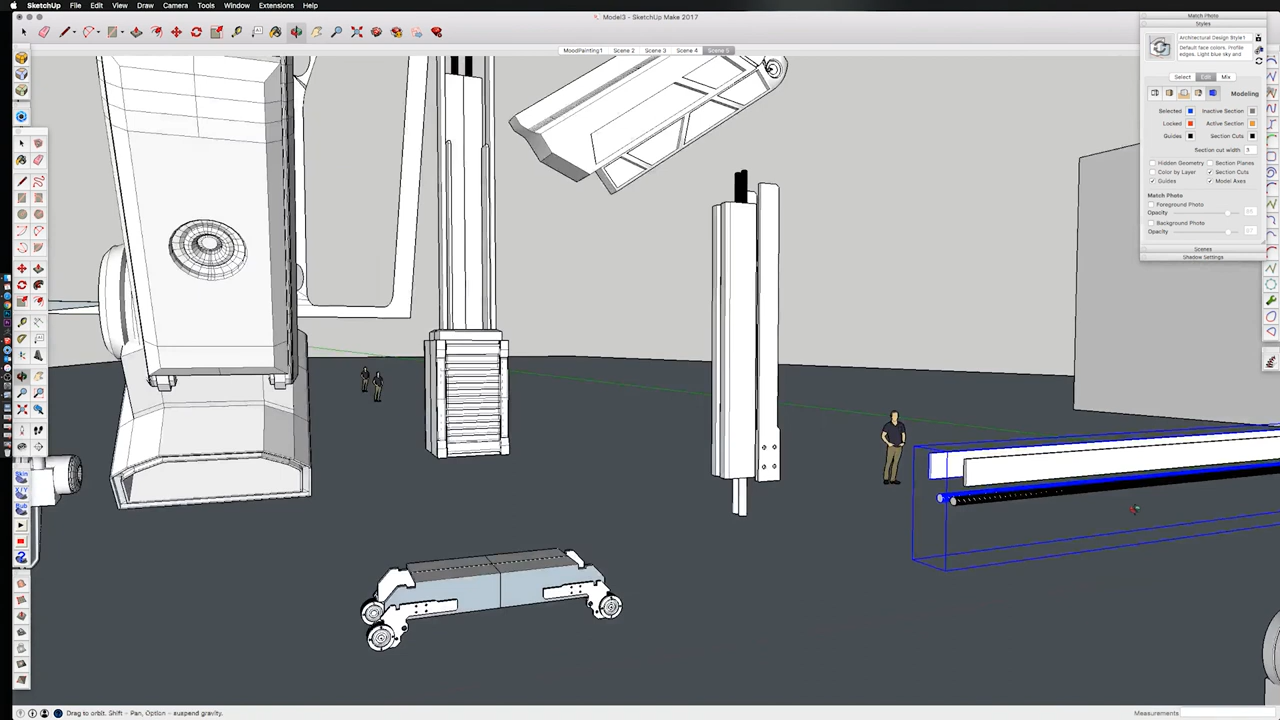 SketchUp File Edit View Draw Camera Tools Window Extensions Help
Model3 - SketchUp Make 2017
MoodPainting1 Scene 2 Scene 3 Scene 4 Scene 5
Match Photo
Styles
Architectural Design Style1
Default face colors. Profile
edges. Light blue sky and
Select Edit Mix
Modeling
Selected Inactive Section
Locked Active Section
Guides Section Cuts
Section cut width 3
Hidden Geometry Section Planes
Color by Layer Section Cuts
Guides Model Axes
Match Photo
Foreground Photo
Opacity
Background Photo
Opacity
Scenes
Shadow Settings
Skin
X/Y
Bub
Drag to orbit. Shift - Pan, Option - suspend gravity.
Measurements